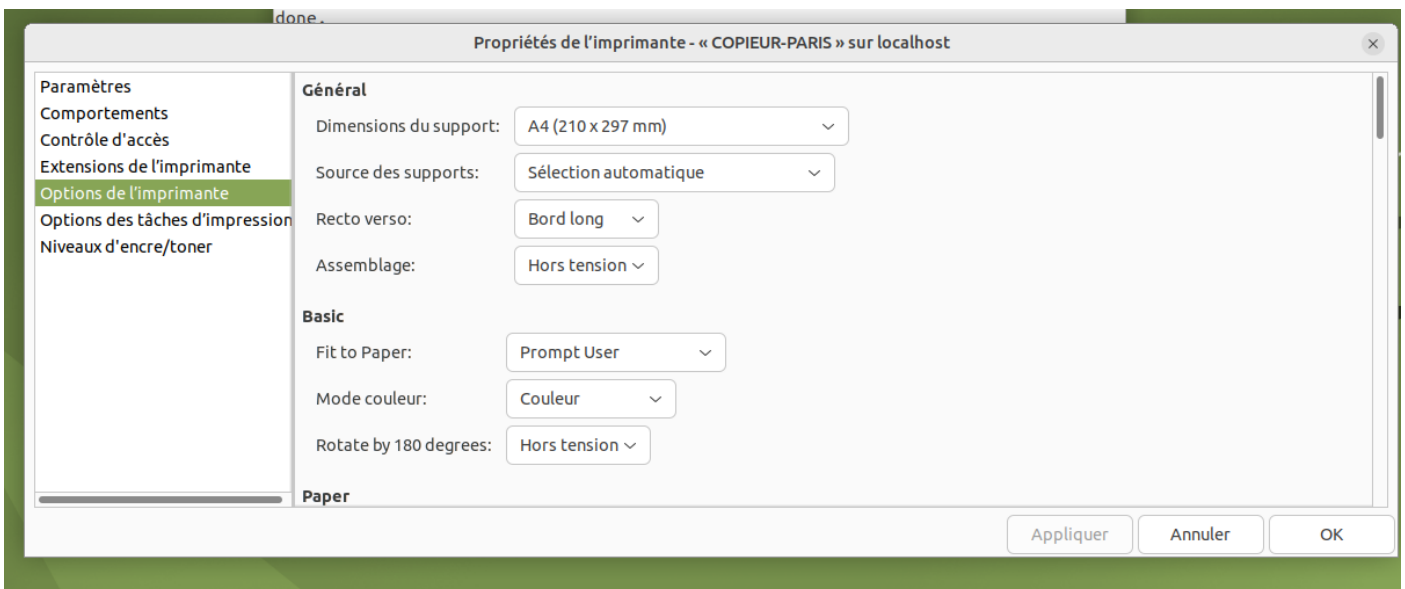 done.
Propriétés de l’imprimante - « COPIEUR-PARIS » sur localhost
Paramètres
Comportements
Contrôle d'accès
Extensions de l’imprimante
Options de l’imprimante
Options des tâches d’impression
Niveaux d'encre/toner
Général
Dimensions du support: A4 (210 x 297 mm)
Source des supports: Sélection automatique
Recto verso: Bord long
Assemblage: Hors tension
Basic
Fit to Paper: Prompt User
Mode couleur: Couleur
Rotate by 180 degrees: Hors tension
Paper
Appliquer Annuler OK